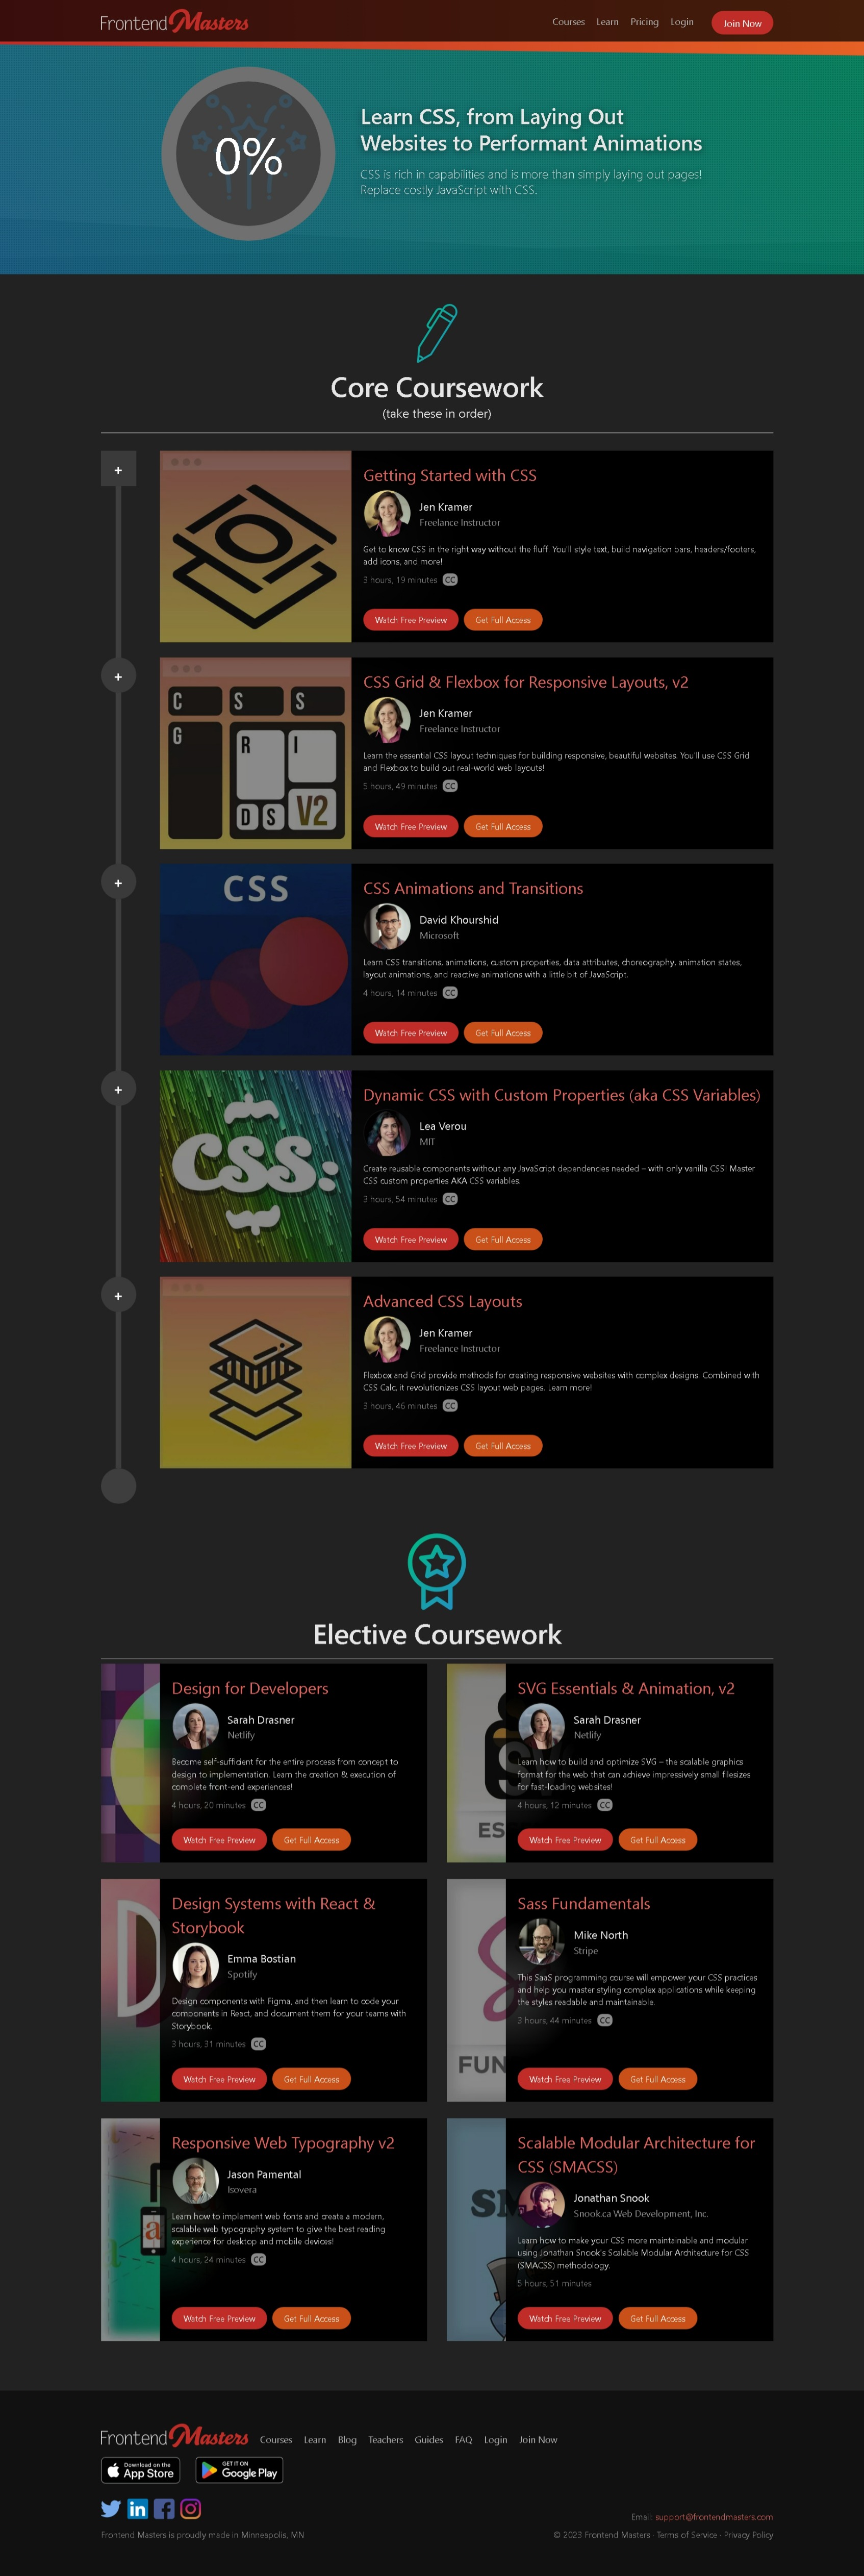 Frontend Masters
Courses Learn Pricing Login Join Now
0%
Learn CSS, from Laying Out
Websites to Performant Animations
CSS is rich in capabilities and is more than simply laying out pages!
Replace costly JavaScript with CSS.
Core Coursework
(take these in order)
+
Getting Started with CSS
Jen Kramer
Freelance Instructor
Get to know CSS in the right way without the fluff. You'll style text, build navigation bars, headers/footers,
add icons, and more!
3 hours, 19 minutes CC
Watch Free Preview Get Full Access
+
C S S
G R I
D S V2
CSS Grid & Flexbox for Responsive Layouts, v2
Jen Kramer
Freelance Instructor
Learn the essential CSS layout techniques for building responsive, beautiful websites. You'll use CSS Grid
and Flexbox to build out real-world web layouts!
5 hours, 49 minutes CC
Watch Free Preview Get Full Access
+
CSS
CSS Animations and Transitions
David Khourshid
Microsoft
Learn CSS transitions, animations, custom properties, data attributes, choreography, animation states,
layout animations, and reactive animations with a little bit of JavaScript.
4 hours, 14 minutes CC
Watch Free Preview Get Full Access
+
{
CSS:
}
Dynamic CSS with Custom Properties (aka CSS Variables)
Lea Verou
MIT
Create reusable components without any JavaScript dependencies needed – with only vanilla CSS! Master
CSS custom properties AKA CSS variables.
3 hours, 54 minutes CC
Watch Free Preview Get Full Access
+
Advanced CSS Layouts
Jen Kramer
Freelance Instructor
Flexbox and Grid provide methods for creating responsive websites with complex designs. Combined with
CSS Calc, it revolutionizes CSS layout web pages. Learn more!
3 hours, 46 minutes CC
Watch Free Preview Get Full Access
Elective Coursework
Design for Developers
Sarah Drasner
Netlify
Become self-sufficient for the entire process from concept to
design to implementation. Learn the creation & execution of
complete front-end experiences!
4 hours, 20 minutes CC
Watch Free Preview Get Full Access
SV
ES
SVG Essentials & Animation, v2
Sarah Drasner
Netlify
Learn how to build and optimize SVG – the scalable graphics
format for the web that can achieve impressively small filesizes
for fast-loading websites!
4 hours, 12 minutes CC
Watch Free Preview Get Full Access
D
Design Systems with React &
Storybook
Emma Bostian
Spotify
Design components with Figma, and then learn to code your
components in React, and document them for your teams with
Storybook.
3 hours, 31 minutes CC
Watch Free Preview Get Full Access
FUN
Sass Fundamentals
Mike North
Stripe
This SaaS programming course will empower your CSS practices
and help you master styling complex applications while keeping
the styles readable and maintainable.
3 hours, 44 minutes CC
Watch Free Preview Get Full Access
a
Responsive Web Typography v2
Jason Pamental
Isovera
Learn how to implement web fonts and create a modern,
scalable web typography system to give the best reading
experience for desktop and mobile devices!
4 hours, 24 minutes CC
Watch Free Preview Get Full Access
SM
Scalable Modular Architecture for
CSS (SMACSS)
Jonathan Snook
Snook.ca Web Development, Inc.
Learn how to make your CSS more maintainable and modular
using Jonathan Snook's Scalable Modular Architecture for CSS
(SMACSS) methodology.
5 hours, 51 minutes
Watch Free Preview Get Full Access
Frontend Masters Courses Learn Blog Teachers Guides FAQ Login Join Now
Download on the
App Store
GET IT ON
Google Play
in
Email: support@frontendmasters.com
Frontend Masters is proudly made in Minneapolis, MN
© 2023 Frontend Masters · Terms of Service · Privacy Policy